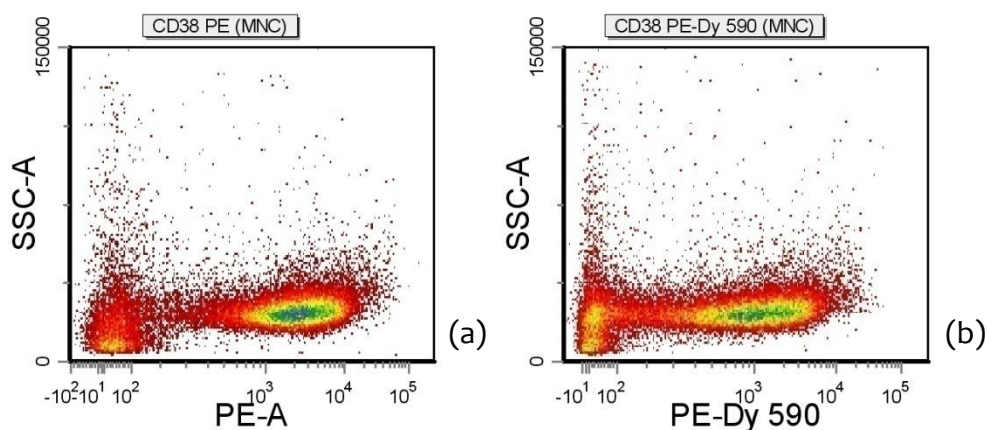 CD38 PE (MNC)
150000
SSC-A
0
-10² -10¹ 10² 10³ 10⁴ 10⁵
PE-A
(a)
CD38 PE-Dy 590 (MNC)
150000
SSC-A
0
-10¹ 10² 10³ 10⁴ 10⁵
PE-Dy 590
(b)